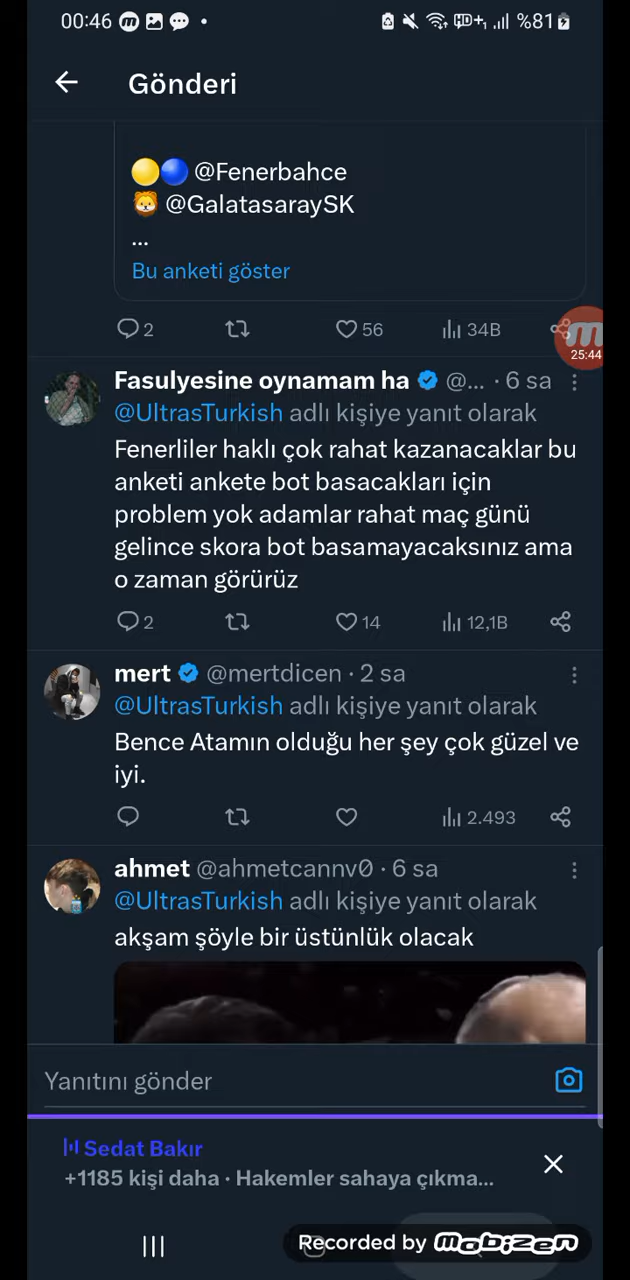 00:46
HD+
%81
Gönderi
@Fenerbahce
@GalatasaraySK
...
Bu anketi göster
2 56 34B
25:44
Fasulyesine oynamam ha @... · 6 sa
@UltrasTurkish adlı kişiye yanıt olarak
Fenerliler haklı çok rahat kazanacaklar bu
anketi ankete bot basacakları için
problem yok adamlar rahat maç günü
gelince skora bot basamayacaksınız ama
o zaman görürüz
2 14 12,1B
mert @mertdicen · 2 sa
@UltrasTurkish adlı kişiye yanıt olarak
Bence Atamın olduğu her şey çok güzel ve
iyi.
2.493
ahmet @ahmetcannv0 · 6 sa
@UltrasTurkish adlı kişiye yanıt olarak
akşam şöyle bir üstünlük olacak
Yanıtını gönder
Sedat Bakır
+1185 kişi daha · Hakemler sahaya çıkma...
Recorded by mobizen